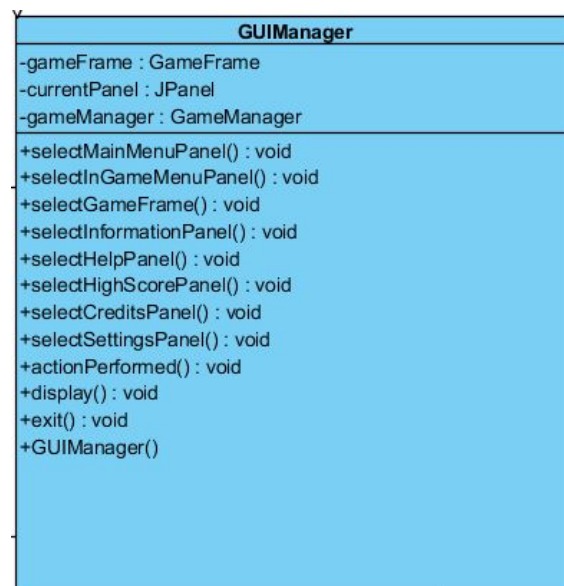 GUIManager
-gameFrame : GameFrame
-currentPanel : JPanel
-gameManager : GameManager
+selectMainMenuPanel() : void
+selectInGameMenuPanel() : void
+selectGameFrame() : void
+selectInformationPanel() : void
+selectHelpPanel() : void
+selectHighScorePanel() : void
+selectCreditsPanel() : void
+selectSettingsPanel() : void
+actionPerformed() : void
+display() : void
+exit() : void
+GUIManager()